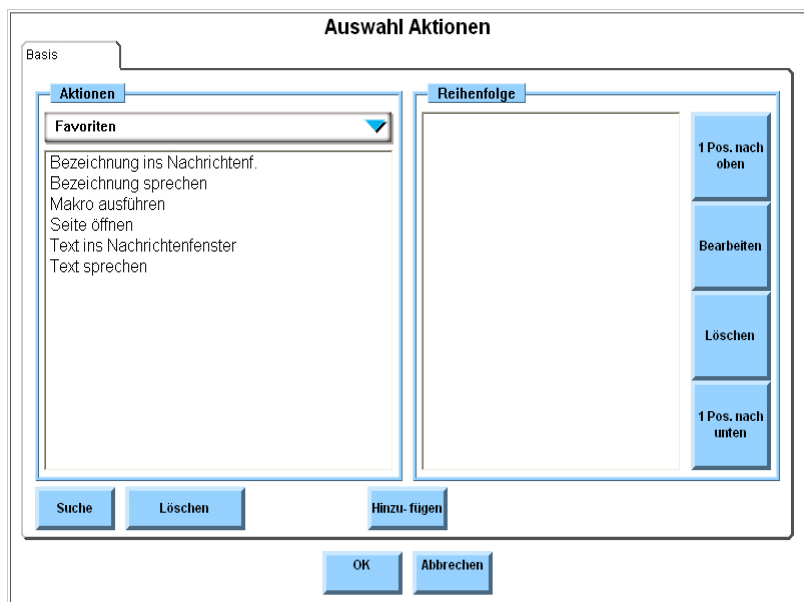 Auswahl Aktionen
Basis
Aktionen
Favoriten
Bezeichnung ins Nachrichtenf.
Bezeichnung sprechen
Makro ausführen
Seite öffnen
Text ins Nachrichtenfenster
Text sprechen
Reihenfolge
1 Pos. nach
oben
Bearbeiten
Löschen
1 Pos. nach
unten
Suche
Löschen
Hinzu- fügen
OK
Abbrechen